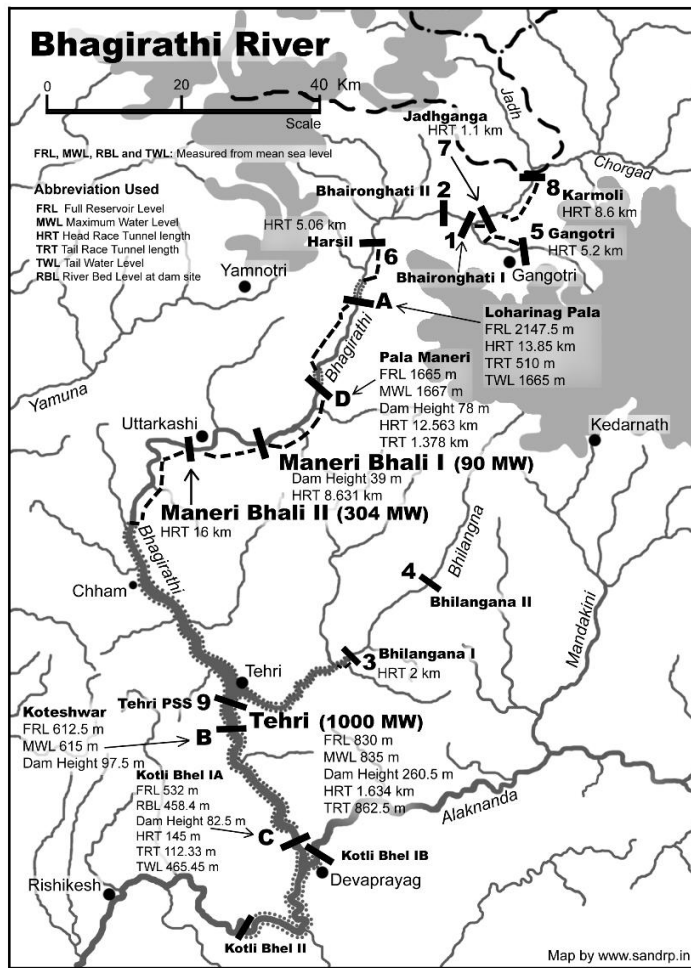 Bhagirathi River
0 20 40 Km
Scale
FRL, MWL, RBL and TWL: Measured from mean sea level
Abbreviation Used
FRL Full Reservoir Level
MWL Maximum Water Level
HRT Head Race Tunnel length
TRT Tail Race Tunnel length
TWL Tail Water Level
RBL River Bed Level at dam site
Jadhganga
HRT 1.1 km
7
Jadh
Chorgad
Bhaironghati II
2
8
Karmoli
HRT 8.6 km
HRT 5.06 km
Harsil
6
1
5
Gangotri
HRT 5.2 km
Bhaironghati I
Gangotri
Yamnotri
A
Loharinag Pala
FRL 2147.5 m
HRT 13.85 km
TRT 510 m
TWL 1665 m
Bhagirathi
Pala Maneri
FRL 1665 m
MWL 1667 m
Dam Height 78 m
HRT 12.563 km
TRT 1.378 km
D
Yamuna
Uttarkashi
Kedarnath
Maneri Bhali I (90 MW)
Dam Height 39 m
HRT 8.631 km
Maneri Bhali II (304 MW)
HRT 16 km
Bhagirathi
Bhilangna
Chham
4
Bhilangana II
Mandakini
3
Bhilangana I
HRT 2 km
Tehri
Tehri PSS 9
Tehri (1000 MW)
FRL 830 m
MWL 835 m
Dam Height 260.5 m
HRT 1.634 km
TRT 862.5 m
Koteshwar
FRL 612.5 m
MWL 615 m
Dam Height 97.5 m
B
Kotli Bhel IA
FRL 532 m
RBL 458.4 m
Dam Height 82.5 m
HRT 145 m
TRT 112.33 m
TWL 465.45 m
C
Alaknanda
Kotli Bhel IB
Devaprayag
Rishikesh
Kotli Bhel II
Map by www.sandrp.in